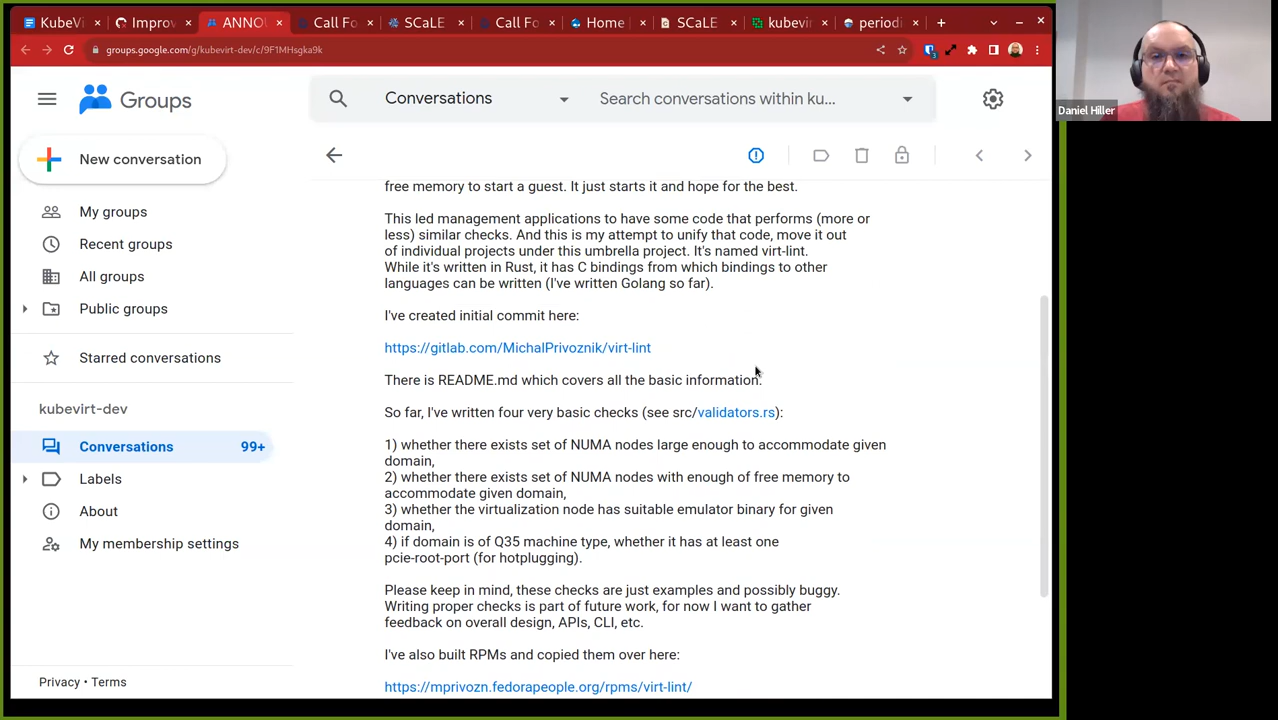 KubeVi
Improv
ANNOU
Call Fo
SCaLE
Call Fo
Home
SCaLE
kubevir
periodi
groups.google.com/g/kubevirt-dev/c/9F1MHsgka9k
Daniel Hiller
Groups
Conversations
Search conversations within ku...
New conversation
My groups
Recent groups
All groups
Public groups
Starred conversations
kubevirt-dev
Conversations 99+
Labels
About
My membership settings
Privacy • Terms
free memory to start a guest. It just starts it and hope for the best.
This led management applications to have some code that performs (more or
less) similar checks. And this is my attempt to unify that code, move it out
of individual projects under this umbrella project. It's named virt-lint.
While it's written in Rust, it has C bindings from which bindings to other
languages can be written (I've written Golang so far).
I've created initial commit here:
https://gitlab.com/MichalPrivoznik/virt-lint
There is README.md which covers all the basic information.
So far, I've written four very basic checks (see src/validators.rs):
1) whether there exists set of NUMA nodes large enough to accommodate given
domain,
2) whether there exists set of NUMA nodes with enough of free memory to
accommodate given domain,
3) whether the virtualization node has suitable emulator binary for given
domain,
4) if domain is of Q35 machine type, whether it has at least one
pcie-root-port (for hotplugging).
Please keep in mind, these checks are just examples and possibly buggy.
Writing proper checks is part of future work, for now I want to gather
feedback on overall design, APIs, CLI, etc.
I've also built RPMs and copied them over here:
https://mprivozn.fedorapeople.org/rpms/virt-lint/